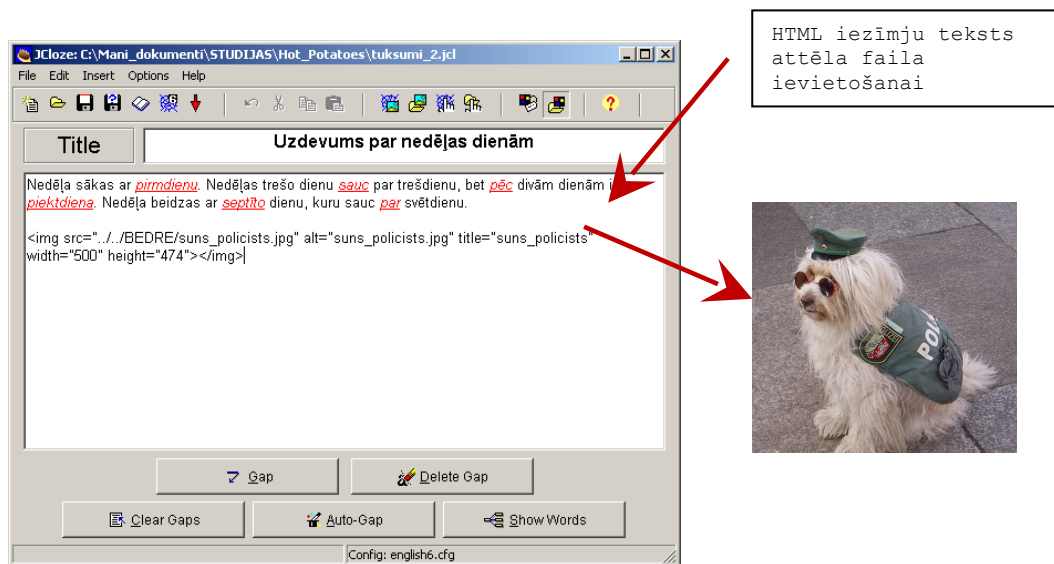 JCloze: C:\Mani_dokumenti\STUDIJAS\Hot_Potatoes\tuksumi_2.jcl
File Edit Insert Options Help
Title
Uzdevums par nedēļas dienām
Nedēļa sākas ar pirmdienu. Nedēļas trešo dienu sauc par trešdienu, bet pēc divām dienām i
piektdiena. Nedēļa beidzas ar septīto dienu, kuru sauc par svētdienu.
<img src="../../BEDRE/suns_policists.jpg" alt="suns_policists.jpg" title="suns_policists"
width="500" height="474"></img>
Gap
Delete Gap
Clear Gaps
Auto-Gap
Show Words
Config: english6.cfg
HTML iezīmju teksts
attēla faila
ievietošanai